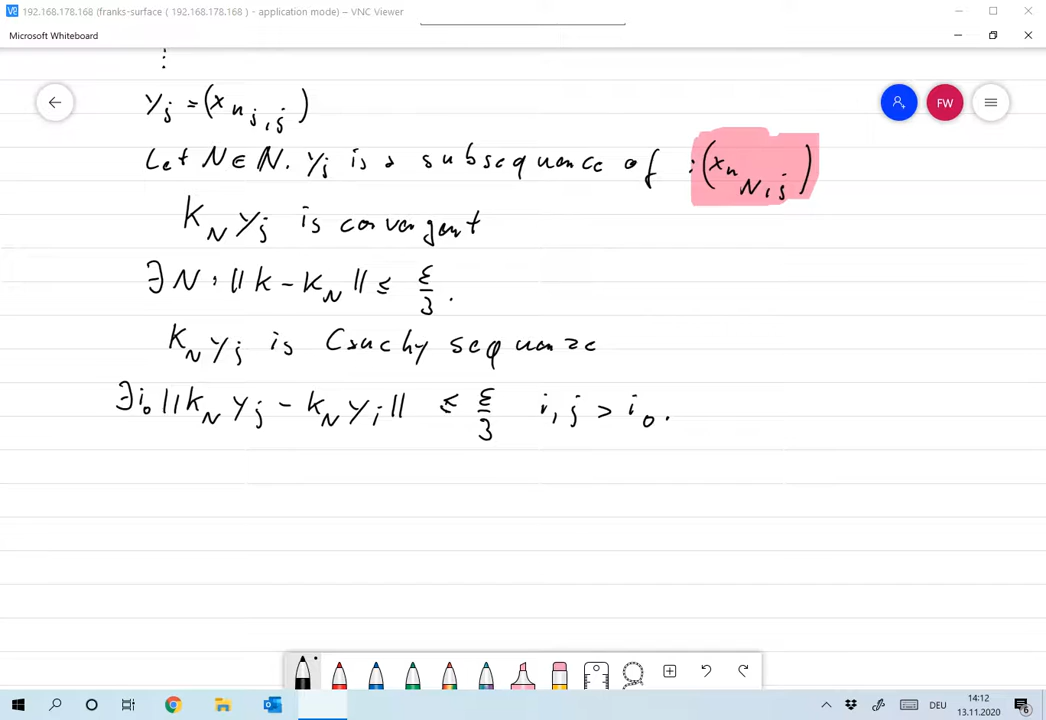 192.168.178.168 (franks-surface ( 192.168.178.168 ) - application mode) – VNC Viewer
Microsoft Whiteboard
⋮
y_j = (x_{n_{j,j}})
FW
Let N ∈ ℕ. y_j is a subsequence of : (x_{n_{N,j}})
K_N y_j is convergent
∃ N : ‖K - K_N‖ ≤ ε/3.
K_N y_j is Cauchy sequence
∃ i_0 ‖K_N y_j - K_N y_i‖ ≤ ε/3 i, j > i_0.
DEU
14:12
13.11.2020
6